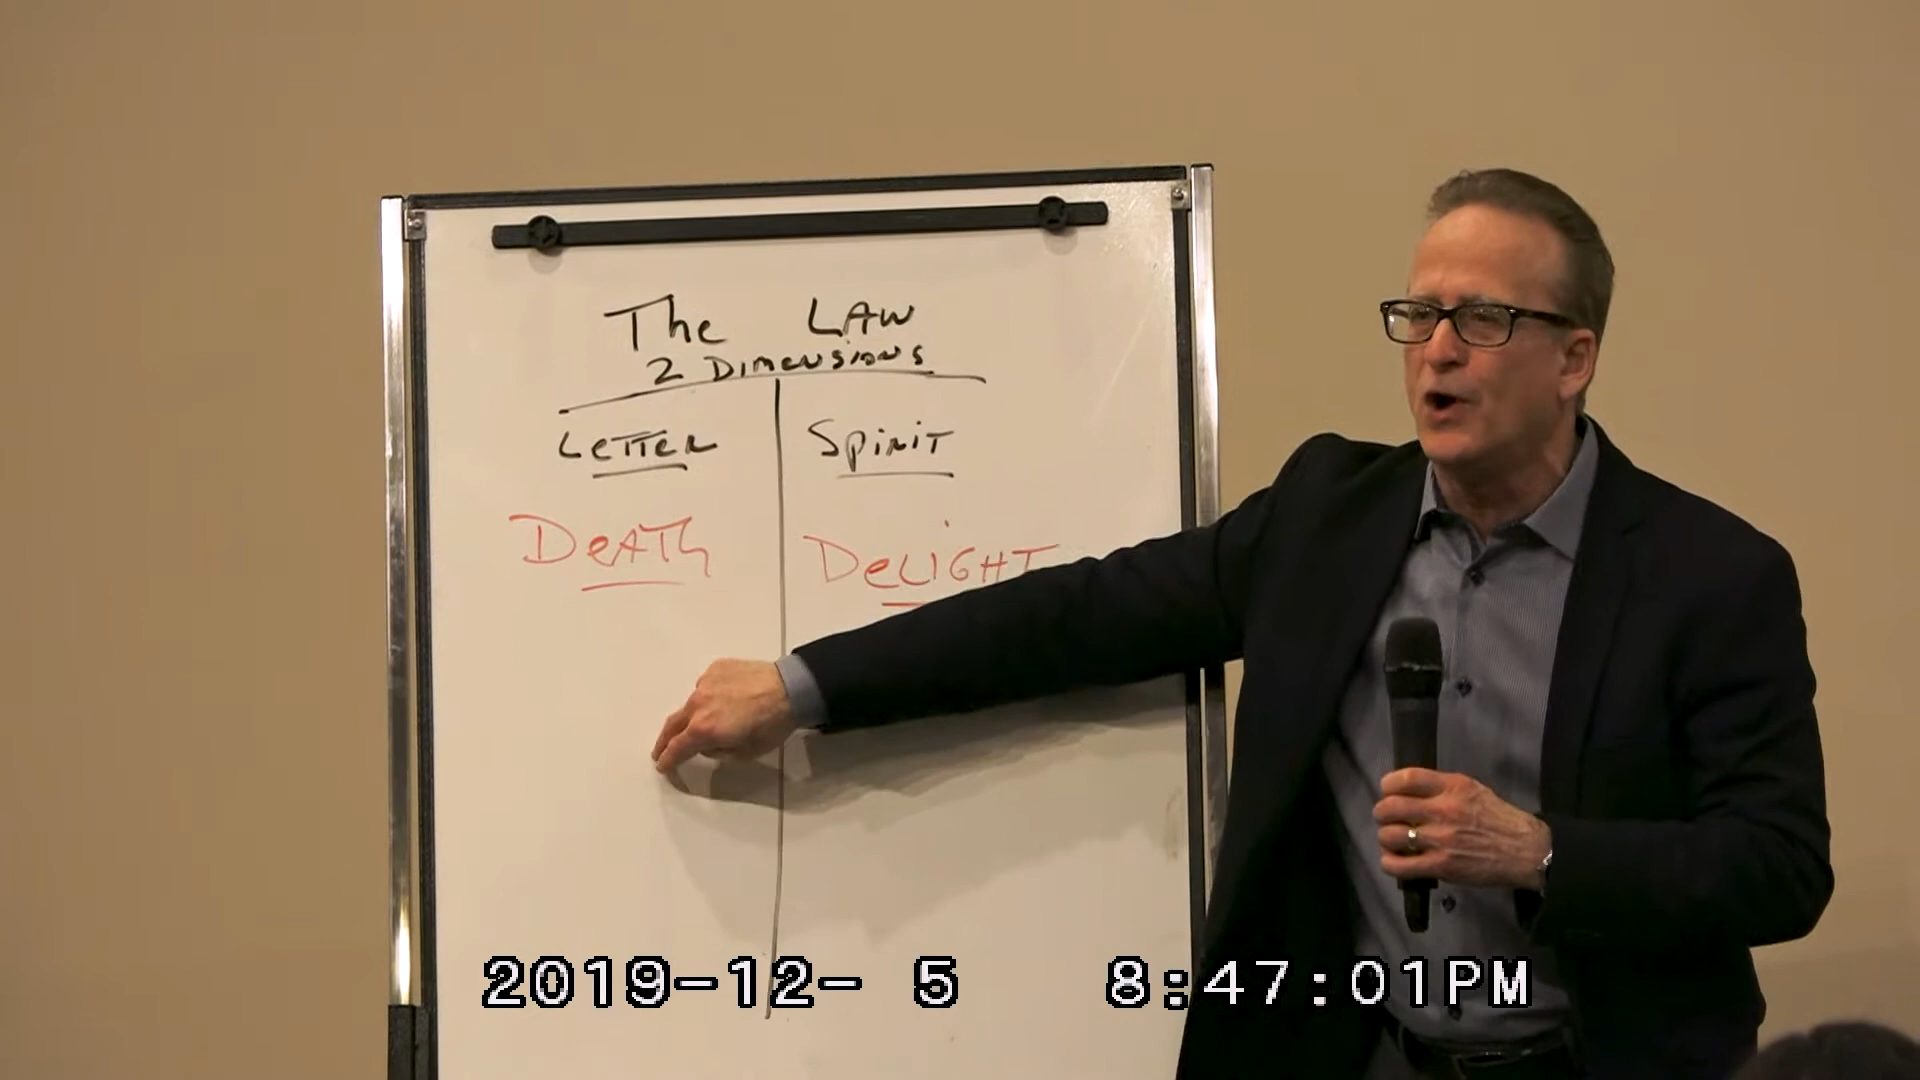 The LAW
2 Dimensions
Letter Spirit
Death Delight
2019-12- 5 8:47:01PM